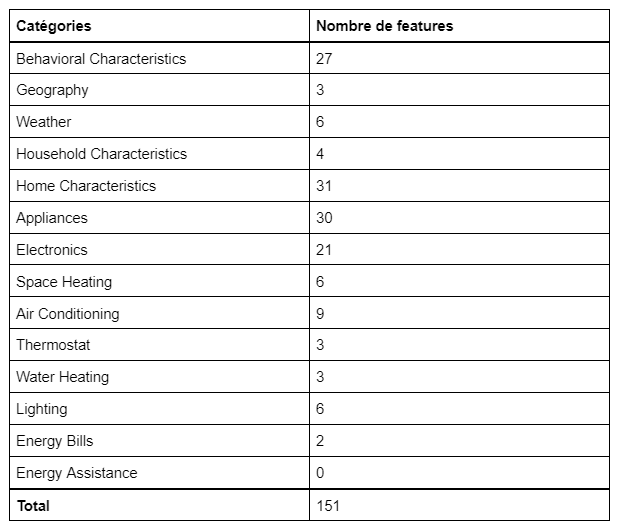 Catégories Nombre de features
Behavioral Characteristics 27
Geography 3
Weather 6
Household Characteristics 4
Home Characteristics 31
Appliances 30
Electronics 21
Space Heating 6
Air Conditioning 9
Thermostat 3
Water Heating 3
Lighting 6
Energy Bills 2
Energy Assistance 0
Total 151